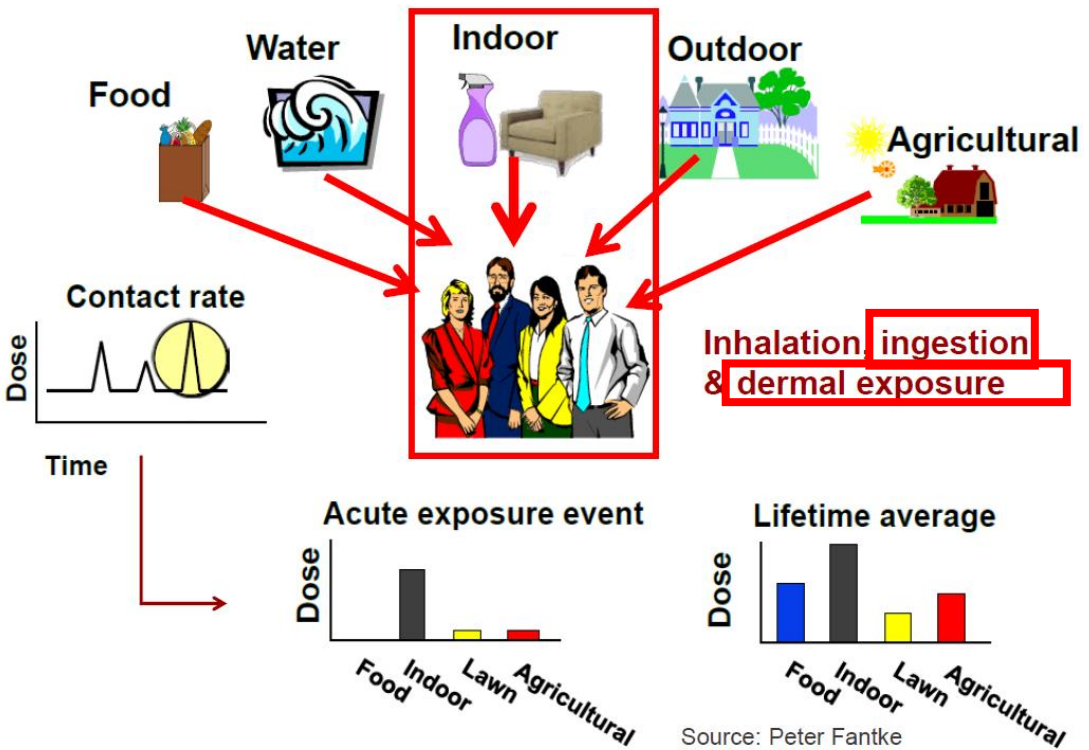 Food
Water
Indoor
Outdoor
Agricultural
Contact rate
Dose
Time
Inhalation, ingestion
& dermal exposure
Acute exposure event
Dose
Food
Indoor
Lawn
Agricultural
Lifetime average
Dose
Food
Indoor
Lawn
Agricultural
Source: Peter Fantke